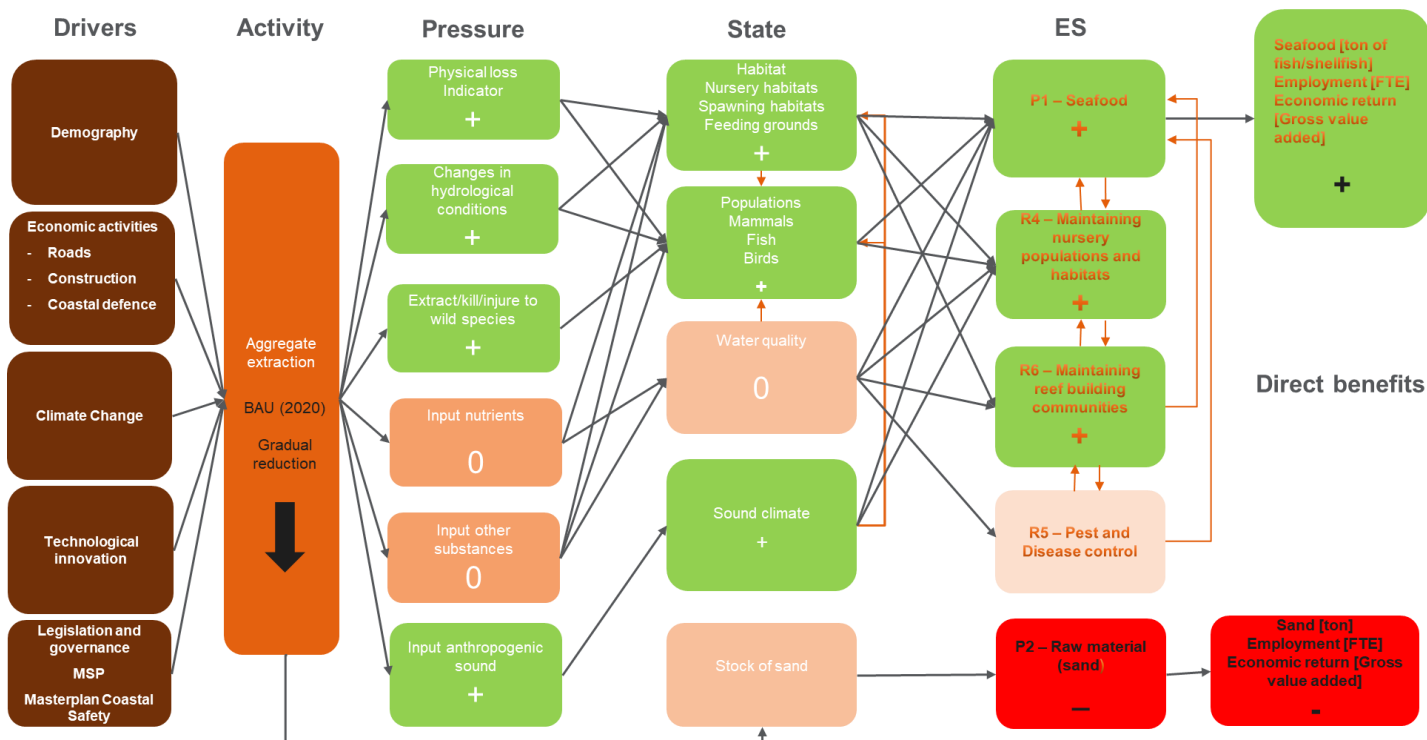 Drivers
Activity
Pressure
State
ES
Demography
Economic activities
- Roads
- Construction
- Coastal defence
Climate Change
Technological
innovation
Legislation and
governance
MSP
Masterplan Coastal
Safety
Aggregate
extraction
BAU (2020)
Gradual
reduction
Physical loss
Indicator
+
Changes in
hydrological
conditions
+
Extract/kill/injure to
wild species
+
Input nutrients
0
Input other
substances
0
Input anthropogenic
sound
+
Habitat
Nursery habitats
Spawning habitats
Feeding grounds
+
Populations
Mammals
Fish
Birds
+
Water quality
0
Sound climate
+
Stock of sand
P1 – Seafood
+
R4 – Maintaining
nursery
populations and
habitats
+
R6 – Maintaining
reef building
communities
+
R5 – Pest and
Disease control
P2 – Raw material
(sand)
–
Seafood [ton of
fish/shellfish]
Employment [FTE]
Economic return
[Gross value
added]
+
Direct benefits
Sand [ton]
Employment [FTE]
Economic return [Gross
value added]
-